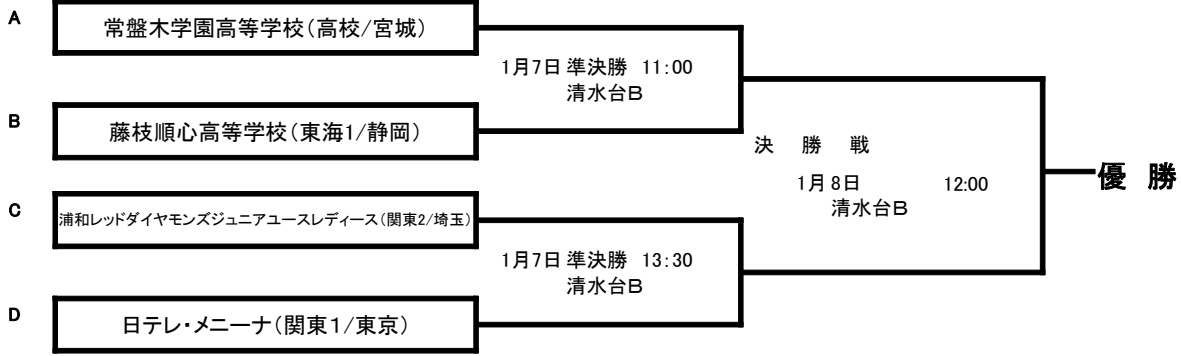 A
常盤木学園高等学校(高校/宮城)
1月7日 準決勝 11:00
清水台B
B
藤枝順心高等学校(東海1/静岡)
決 勝 戦
1月8日 12:00
清水台B
優 勝
C
浦和レッドダイヤモンズジュニアユースレディース(関東2/埼玉)
1月7日 準決勝 13:30
清水台B
D
日テレ・メニーナ(関東1/東京)